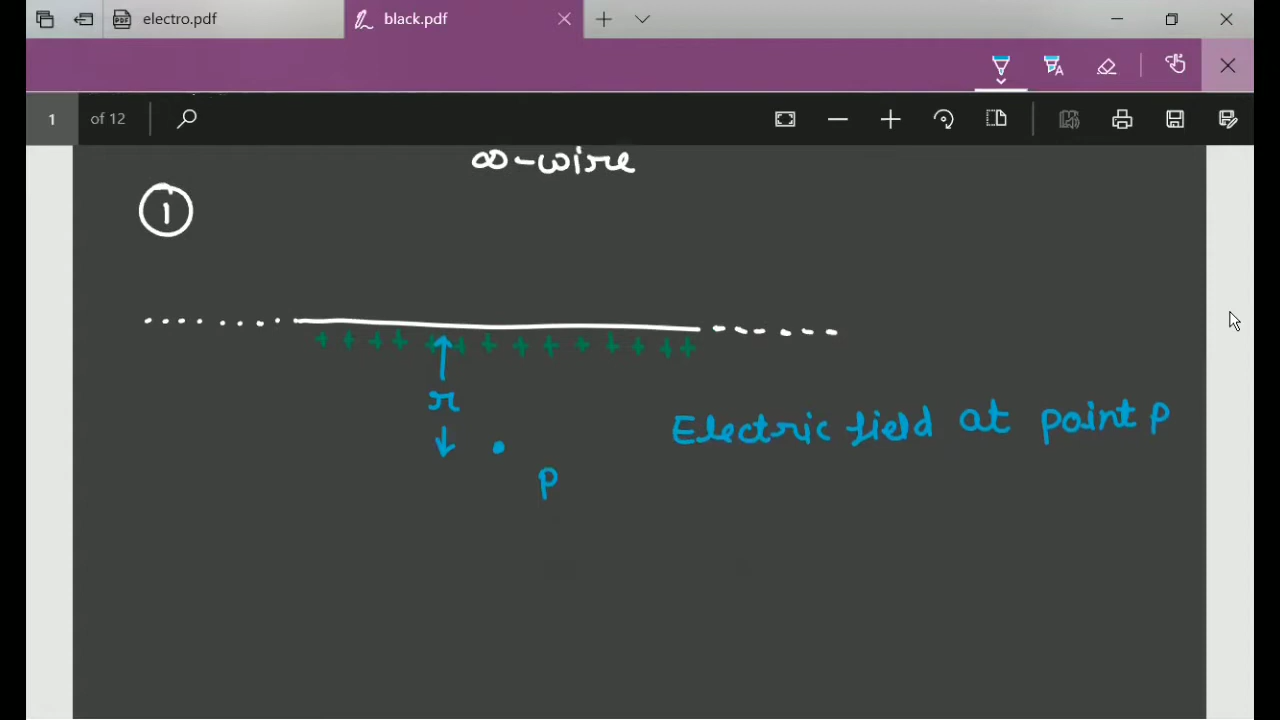 electro.pdf
black.pdf
1 of 12
∞-wire
1
+ + + + + + + + + + + + + +
r
Electric field at point P
P